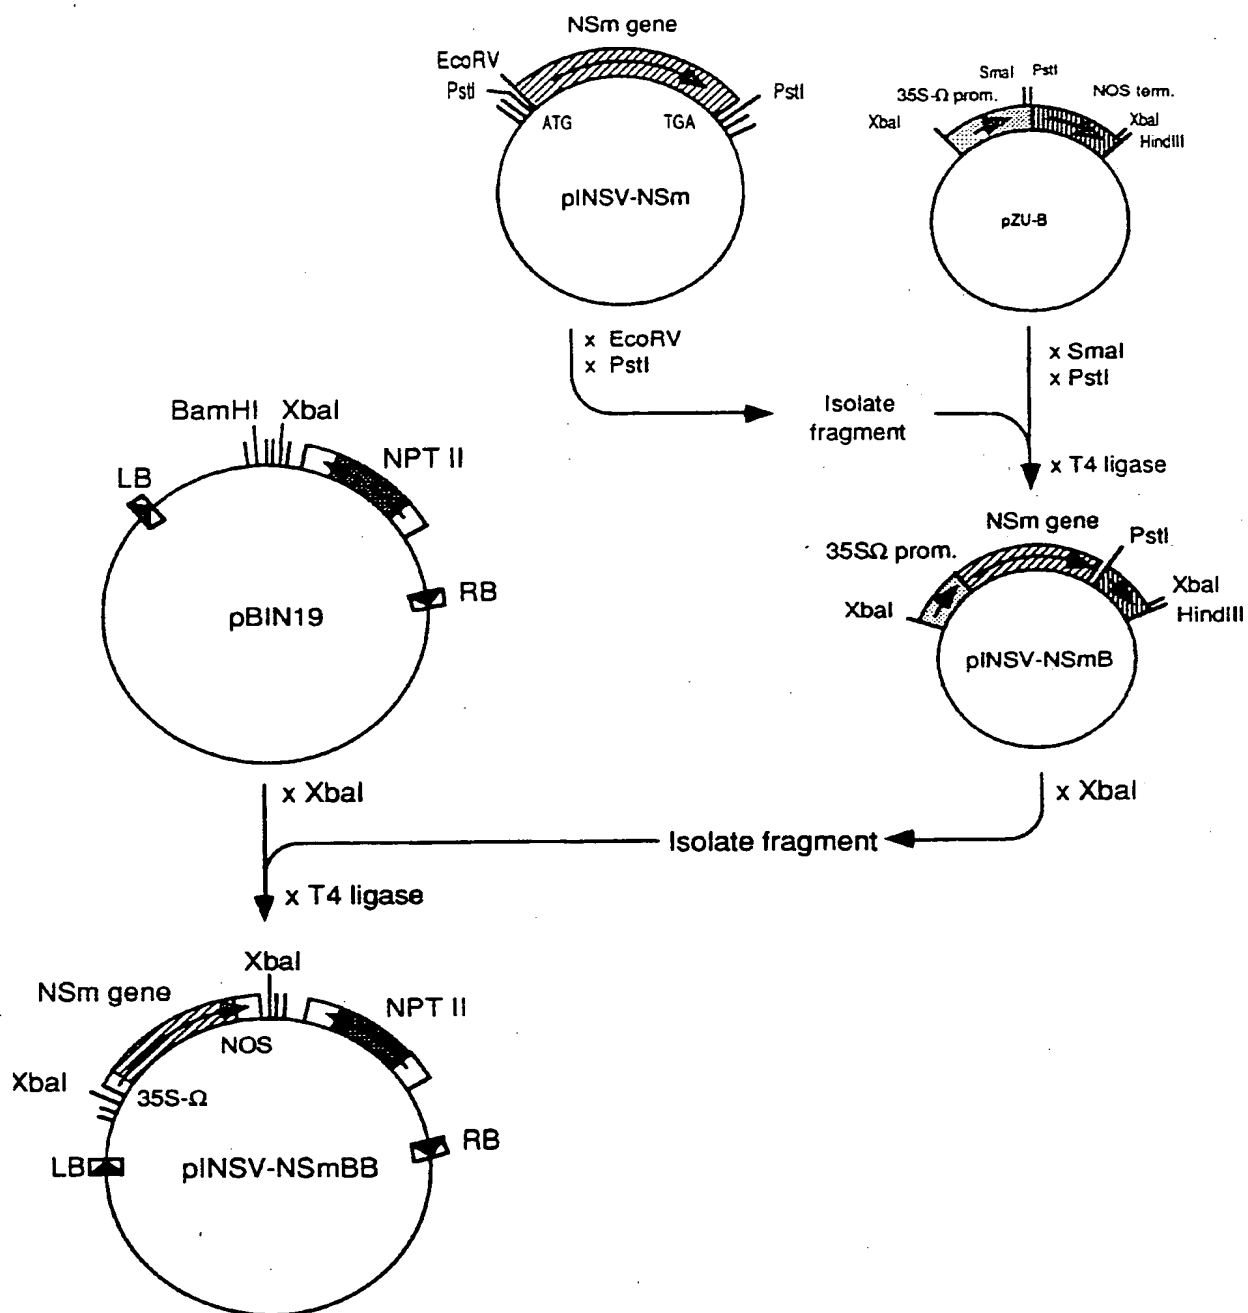 NSm gene
EcoRV
PstI
PstI
ATG
TGA
pINSV-NSm
SmaI
PstI
35S-Ω prom.
NOS term.
XbaI
XbaI
HindIII
pZU-B
x EcoRV
x PstI
Isolate
fragment
x SmaI
x PstI
x T4 ligase
BamHI
XbaI
NPT II
LB
RB
pBIN19
NSm gene
PstI
35SΩ prom.
XbaI
XbaI
HindIII
pINSV-NSmB
x XbaI
x XbaI
Isolate fragment
x T4 ligase
XbaI
NSm gene
NPT II
NOS
XbaI
35S-Ω
RB
LB
pINSV-NSmBB